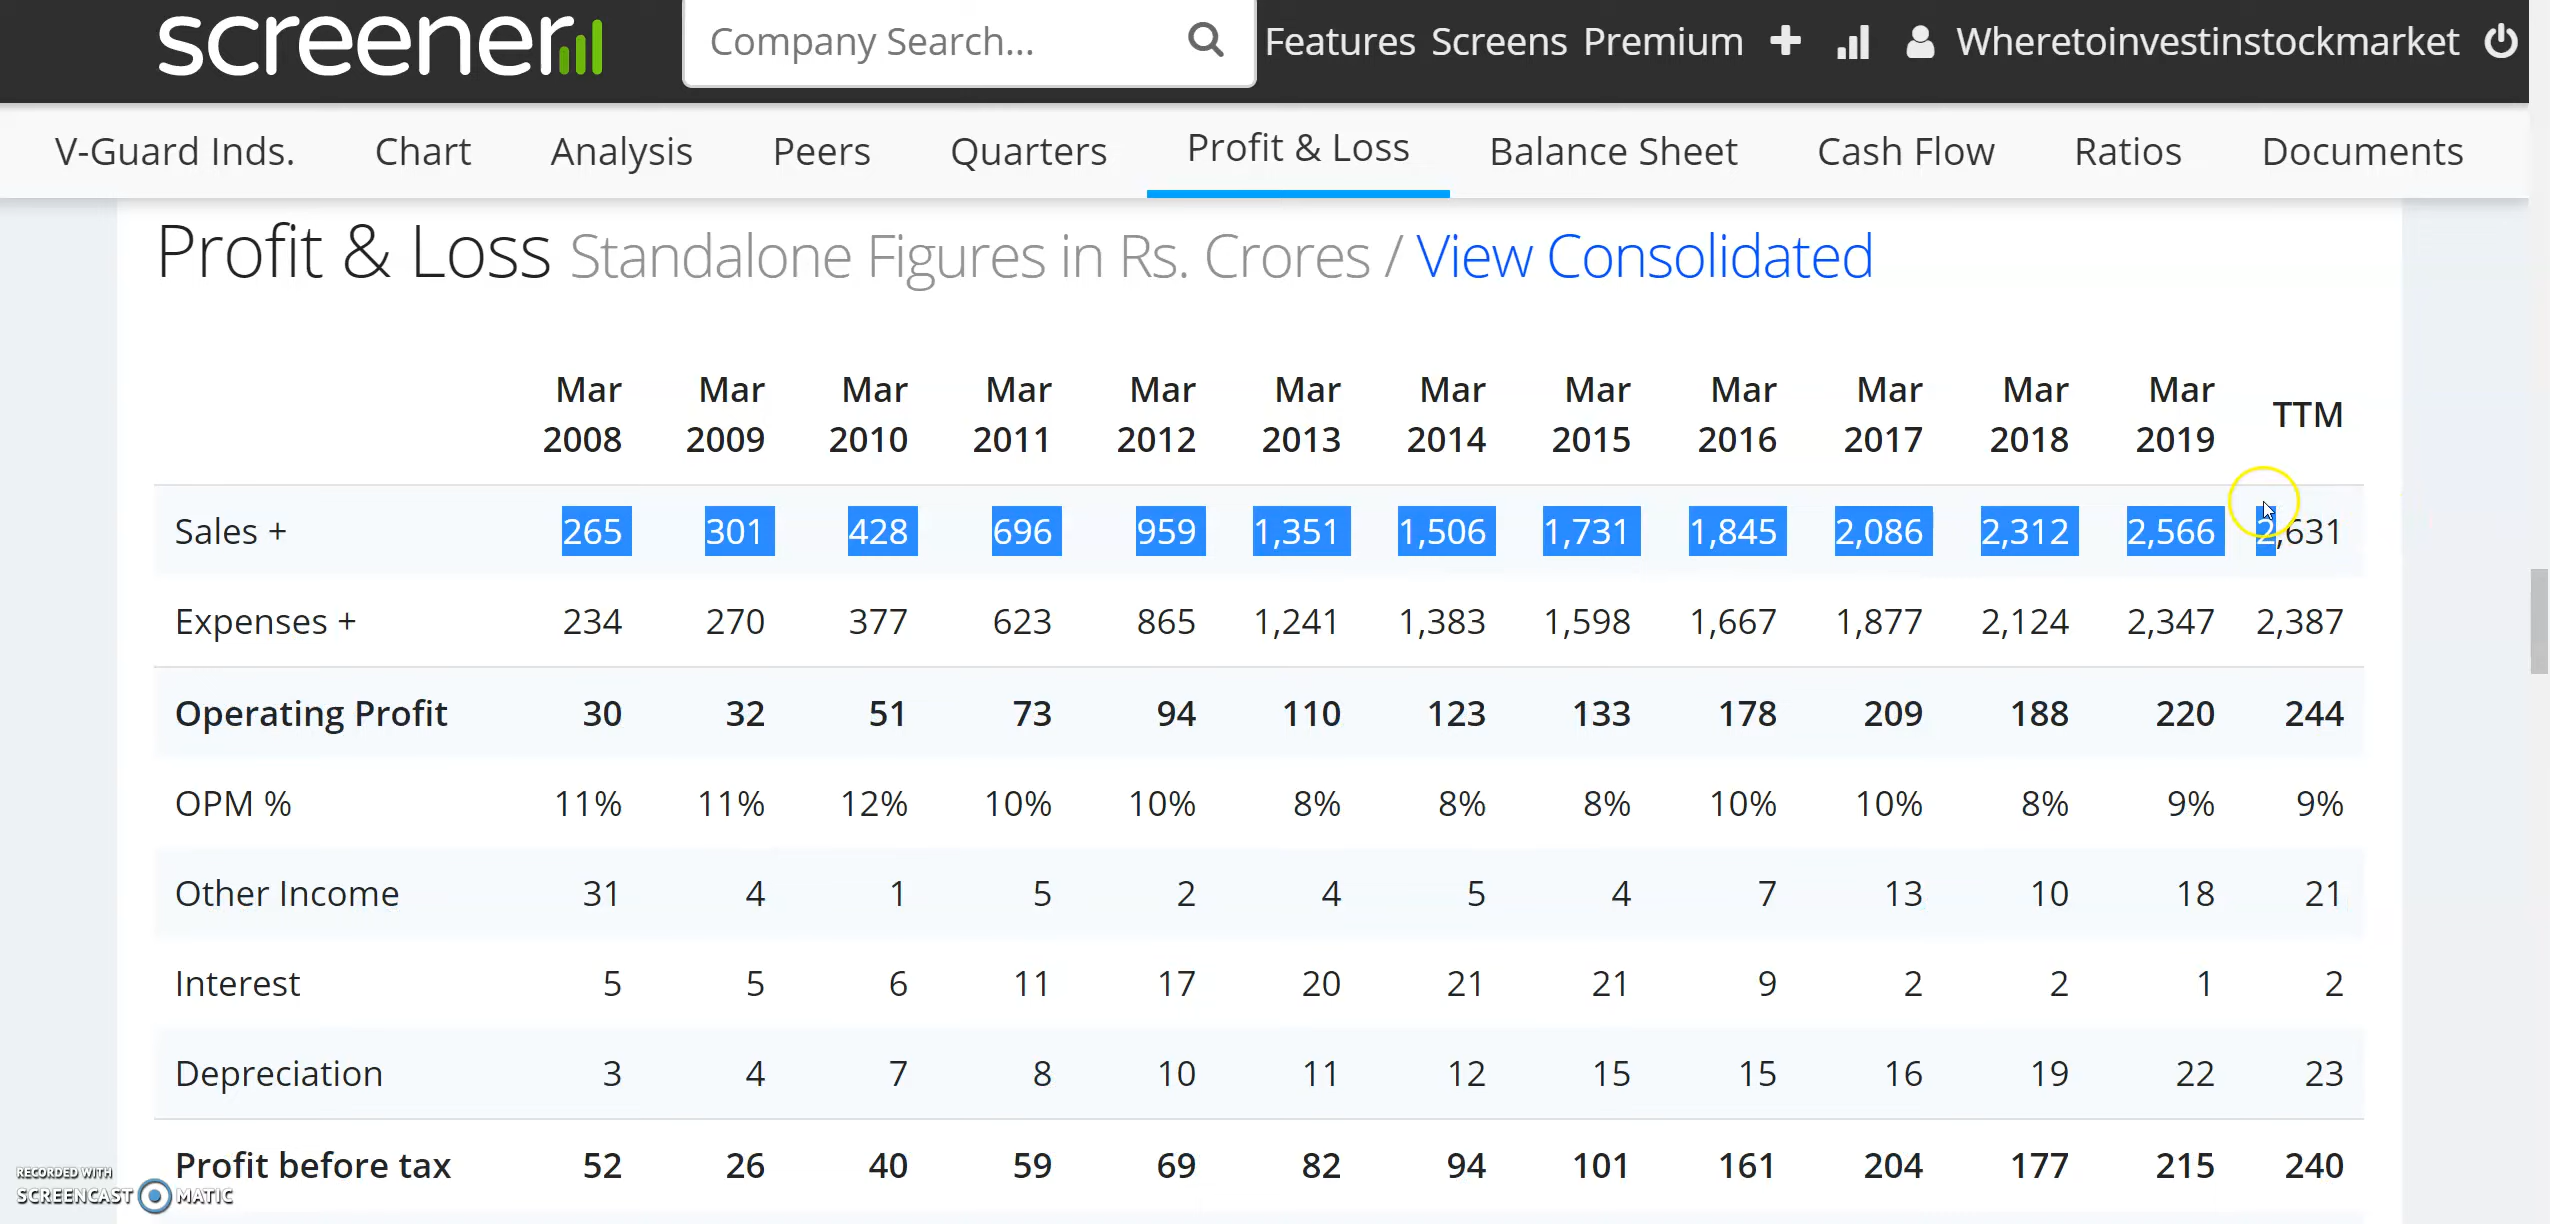 screener
Company Search...
Features Screens Premium Wheretoinvestinstockmarket
V-Guard Inds. Chart Analysis Peers Quarters Profit & Loss Balance Sheet Cash Flow Ratios Documents
Profit & Loss Standalone Figures in Rs. Crores / View Consolidated
Mar 2008 Mar 2009 Mar 2010 Mar 2011 Mar 2012 Mar 2013 Mar 2014 Mar 2015 Mar 2016 Mar 2017 Mar 2018 Mar 2019 TTM
Sales + 265 301 428 696 959 1,351 1,506 1,731 1,845 2,086 2,312 2,566 2,631
Expenses + 234 270 377 623 865 1,241 1,383 1,598 1,667 1,877 2,124 2,347 2,387
Operating Profit 30 32 51 73 94 110 123 133 178 209 188 220 244
OPM % 11% 11% 12% 10% 10% 8% 8% 8% 10% 10% 8% 9% 9%
Other Income 31 4 1 5 2 4 5 4 7 13 10 18 21
Interest 5 5 6 11 17 20 21 21 9 2 2 1 2
Depreciation 3 4 7 8 10 11 12 15 15 16 19 22 23
Profit before tax 52 26 40 59 69 82 94 101 161 204 177 215 240
RECORDED WITH
SCREENCAST MATIC